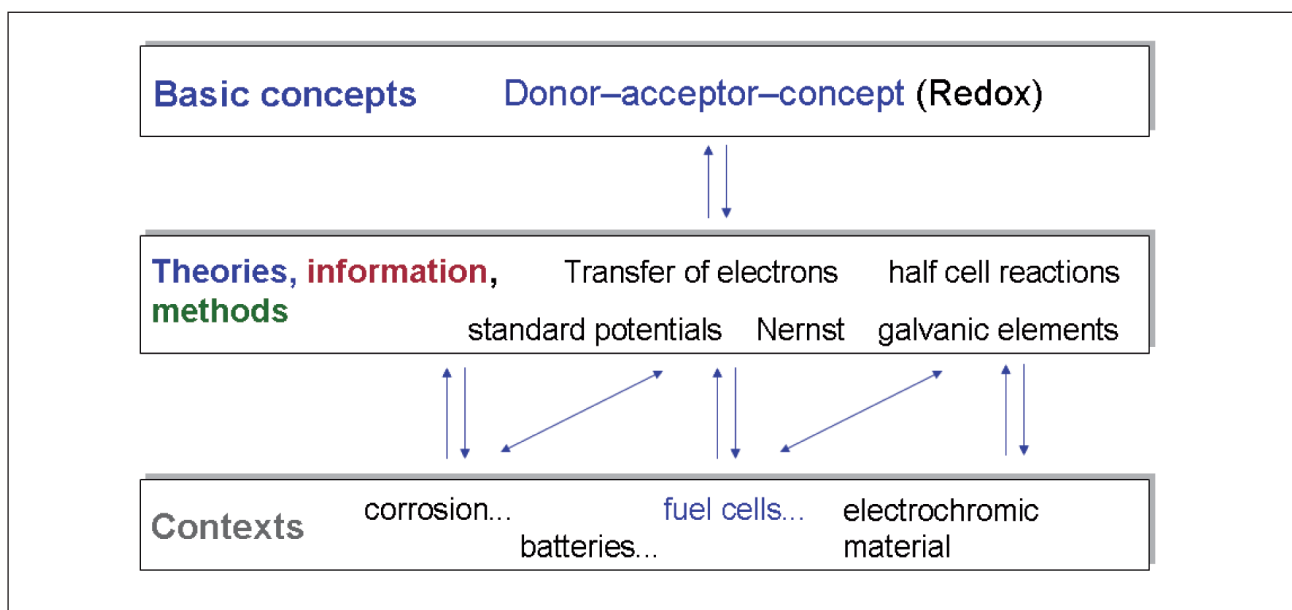 Basic concepts Donor–acceptor–concept (Redox)
Theories, information, Transfer of electrons half cell reactions
methods
standard potentials Nernst galvanic elements
Contexts corrosion... fuel cells... electrochromic
batteries... material